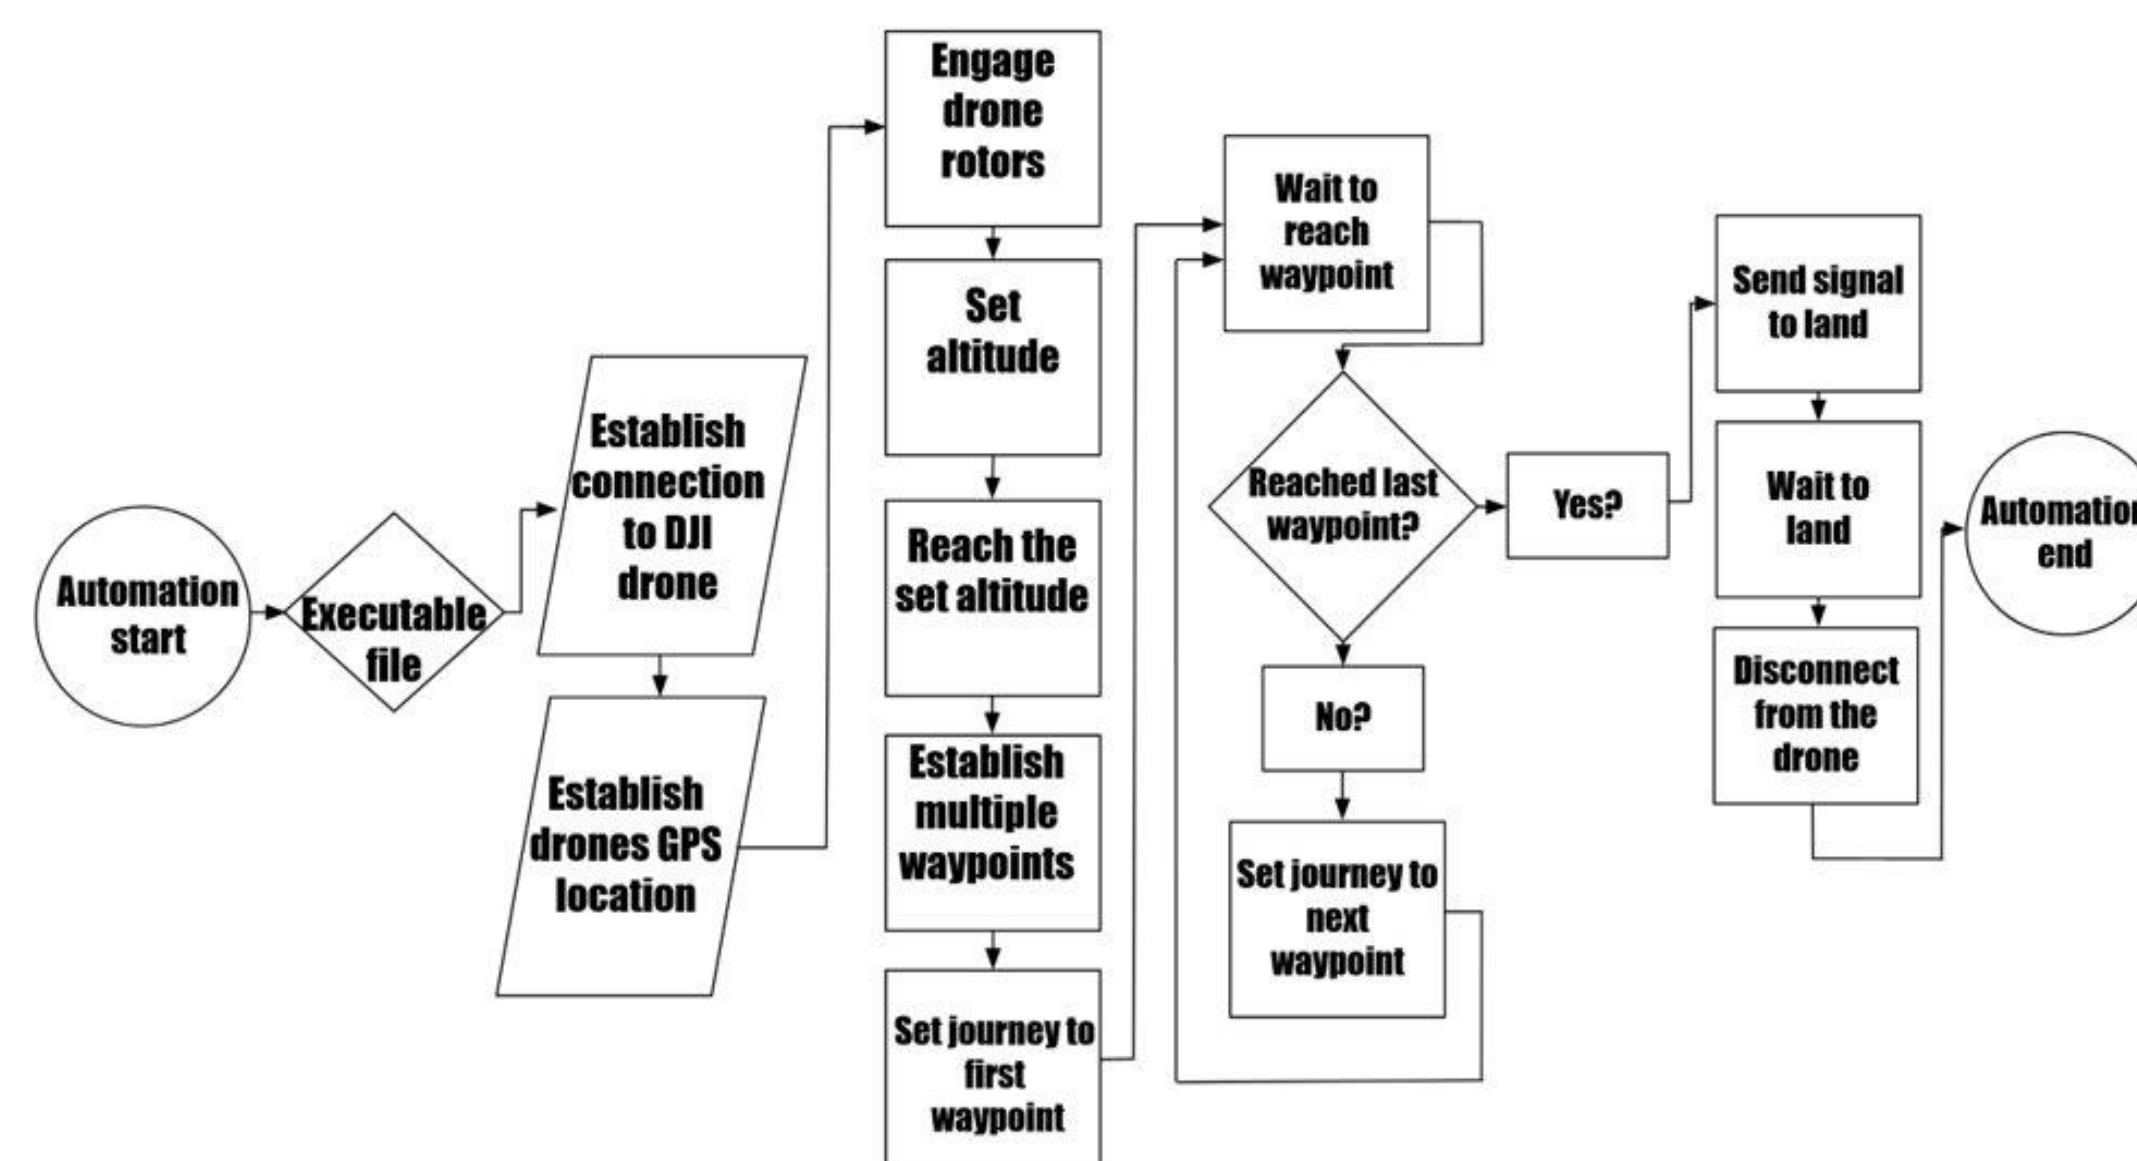 Automation
start
Executable
file
Establish
connection
to DJI
drone
Establish
drones GPS
location
Engage
drone
rotors
Set
altitude
Reach the
set altitude
Establish
multiple
waypoints
Set journey to
first
waypoint
Wait to
reach
waypoint
Reached last
waypoint?
Yes?
No?
Set journey to
next
waypoint
Send signal
to land
Wait to
land
Disconnect
from the
drone
Automation
end